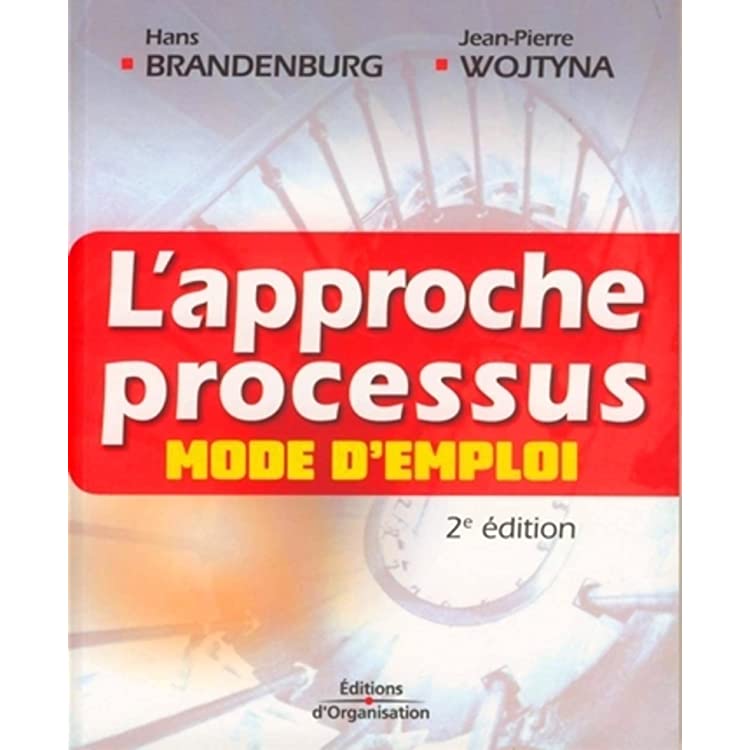 Hans
BRANDENBURG
Jean-Pierre
WOJTYNA
L'approche
processus
MODE D'EMPLOI
2e édition
Éditions
d'Organisation